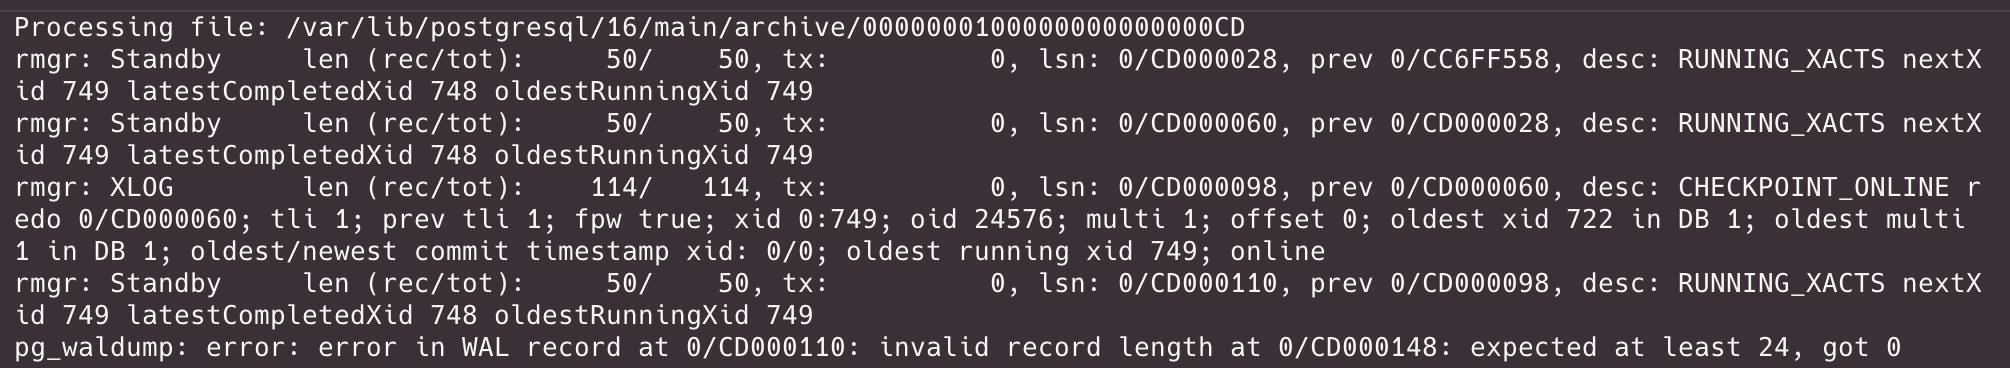 Processing file: /var/lib/postgresql/16/main/archive/0000000100000000000000CD
rmgr: Standby     len (rec/tot):     50/    50, tx:          0, lsn: 0/CD000028, prev 0/CC6FF558, desc: RUNNING_XACTS nextX
id 749 latestCompletedXid 748 oldestRunningXid 749
rmgr: Standby     len (rec/tot):     50/    50, tx:          0, lsn: 0/CD000060, prev 0/CD000028, desc: RUNNING_XACTS nextX
id 749 latestCompletedXid 748 oldestRunningXid 749
rmgr: XLOG        len (rec/tot):    114/   114, tx:          0, lsn: 0/CD000098, prev 0/CD000060, desc: CHECKPOINT_ONLINE r
edo 0/CD000060; tli 1; prev tli 1; fpw true; xid 0:749; oid 24576; multi 1; offset 0; oldest xid 722 in DB 1; oldest multi
1 in DB 1; oldest/newest commit timestamp xid: 0/0; oldest running xid 749; online
rmgr: Standby     len (rec/tot):     50/    50, tx:          0, lsn: 0/CD000110, prev 0/CD000098, desc: RUNNING_XACTS nextX
id 749 latestCompletedXid 748 oldestRunningXid 749
pg_waldump: error: error in WAL record at 0/CD000110: invalid record length at 0/CD000148: expected at least 24, got 0